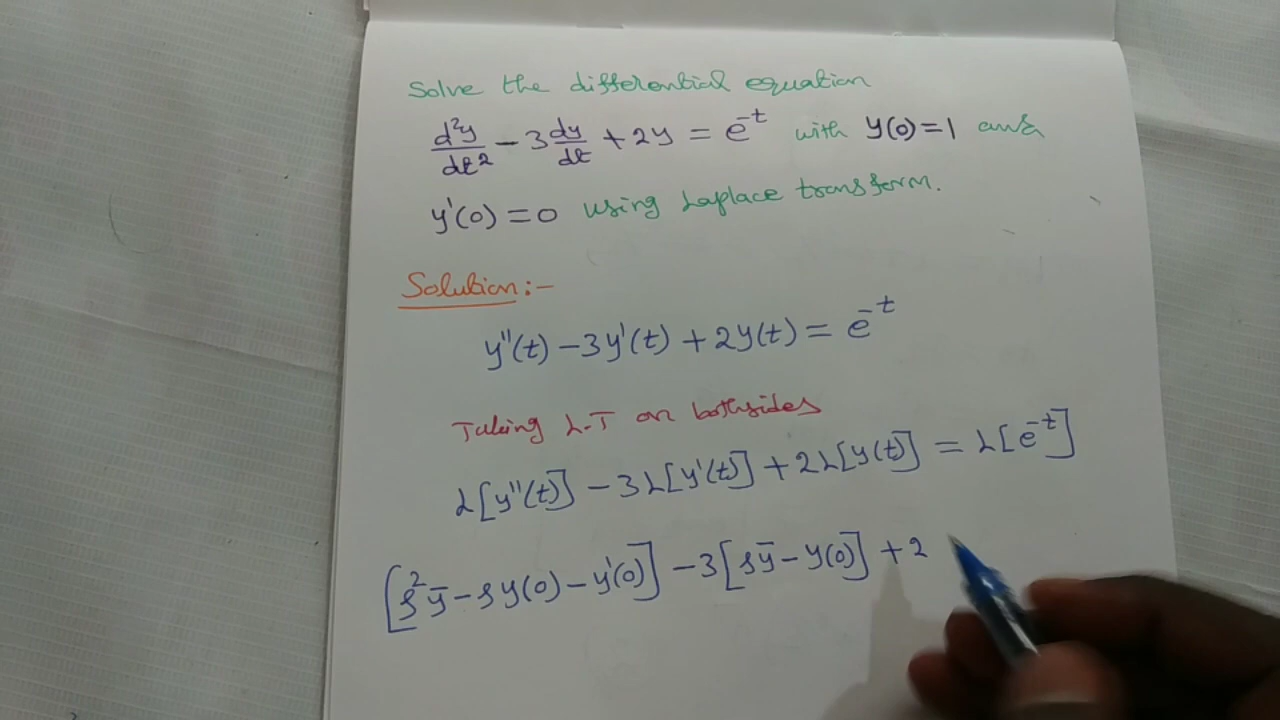 Solve the differential equation
d²y/dt² - 3 dy/dt + 2y = e^-t with y(0)=1 and
y'(0)=0 using Laplace transform.
Solution:-
y''(t) - 3y'(t) + 2y(t) = e^-t
Taking L.T on bothsides
L[y''(t)] - 3L[y'(t)] + 2L[y(t)] = L[e^-t]
[s²ȳ - sy(0) - y'(0)] - 3[sȳ - y(0)] + 2